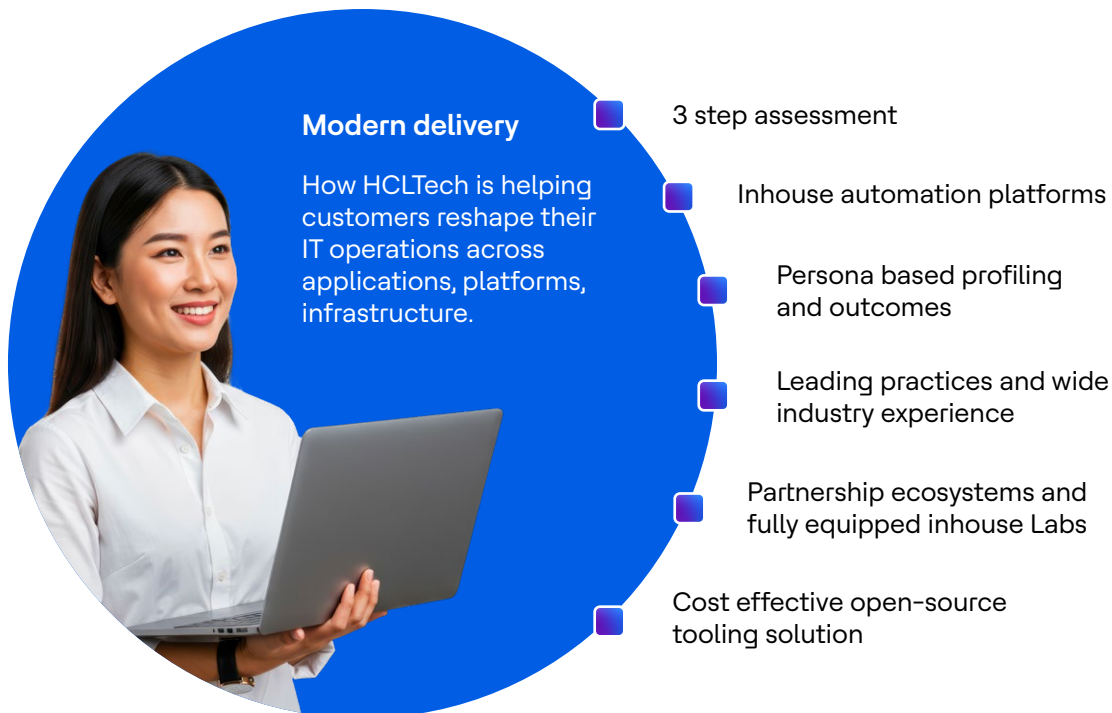 Modern delivery
How HCLTech is helping
customers reshape their
IT operations across
applications, platforms,
infrastructure.
3 step assessment
Inhouse automation platforms
Persona based profiling
and outcomes
Leading practices and wide
industry experience
Partnership ecosystems and
fully equipped inhouse Labs
Cost effective open-source
tooling solution